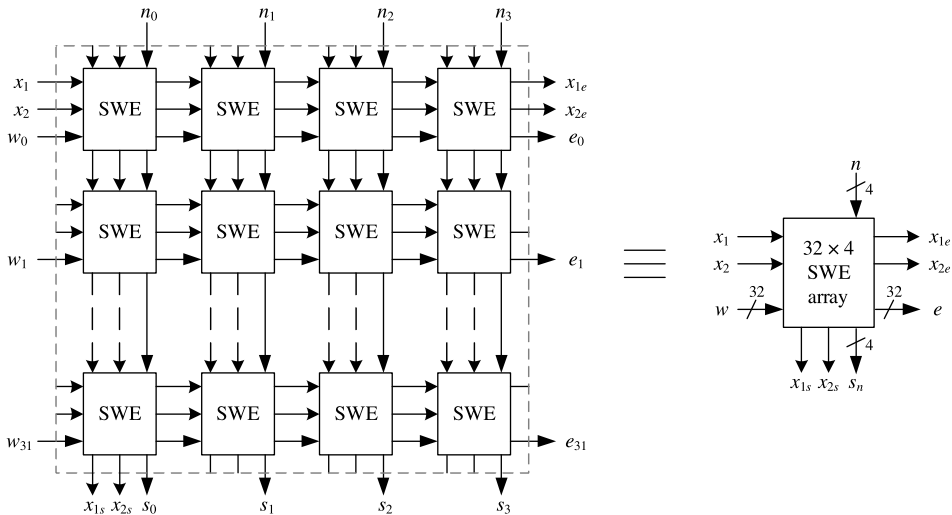 n₀ n₁ n₂ n₃
x₁ x₁ₑ
x₂ SWE SWE SWE SWE x₂ₑ
w₀ e₀
n
4
SWE SWE SWE SWE
x₁ 32 × 4 x₁ₑ
w₁ e₁
x₂ SWE x₂ₑ
array
32 32
w e
4
x₁ₛ x₂ₛ sₙ
SWE SWE SWE SWE
w₃₁ e₃₁
x₁ₛ x₂ₛ s₀ s₁ s₂ s₃